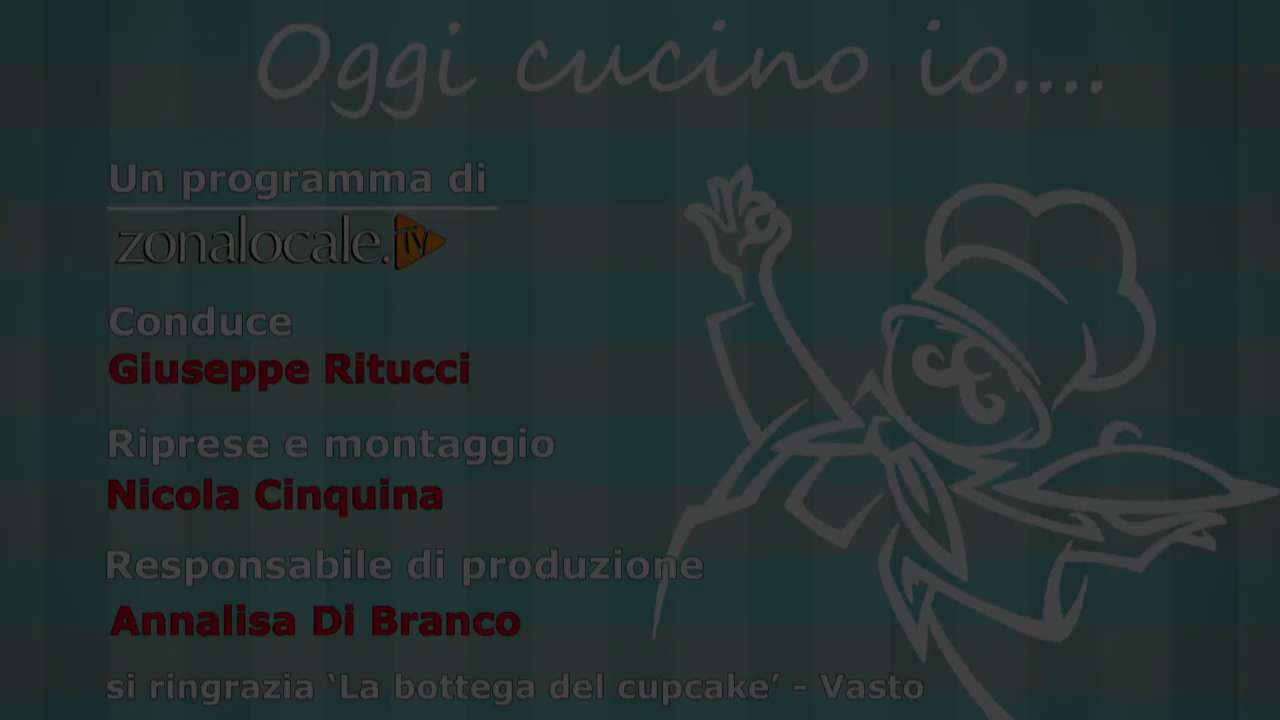 Oggi cucino io....
Un programma di
zonalocale.TV
Conduce
Giuseppe Ritucci
Riprese e montaggio
Nicola Cinquina
Responsabile di produzione
Annalisa Di Branco
si ringrazia ‘La bottega del cupcake’ - Vasto